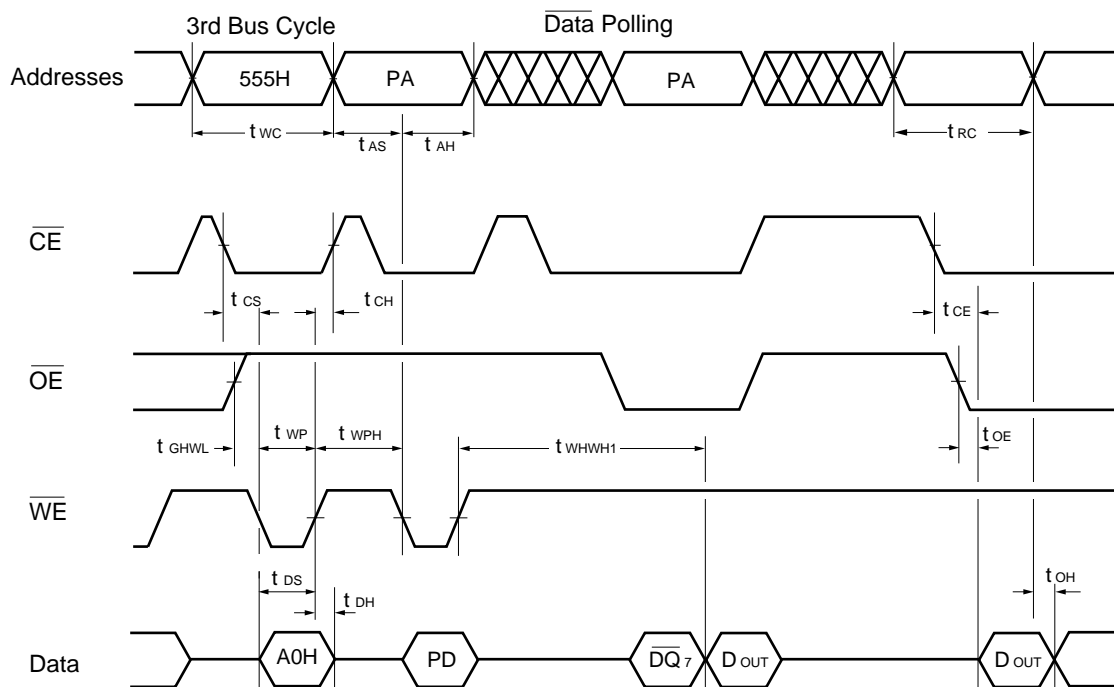 3rd Bus Cycle
Data Polling
Addresses
555H
PA
PA
t WC
t AS
t AH
t RC
CE
t CS
t CH
t CE
OE
t GHWL
t WP
t WPH
t WHWH1
t OE
WE
t DS
t DH
t OH
Data
A0H
PD
DQ 7
D OUT
D OUT